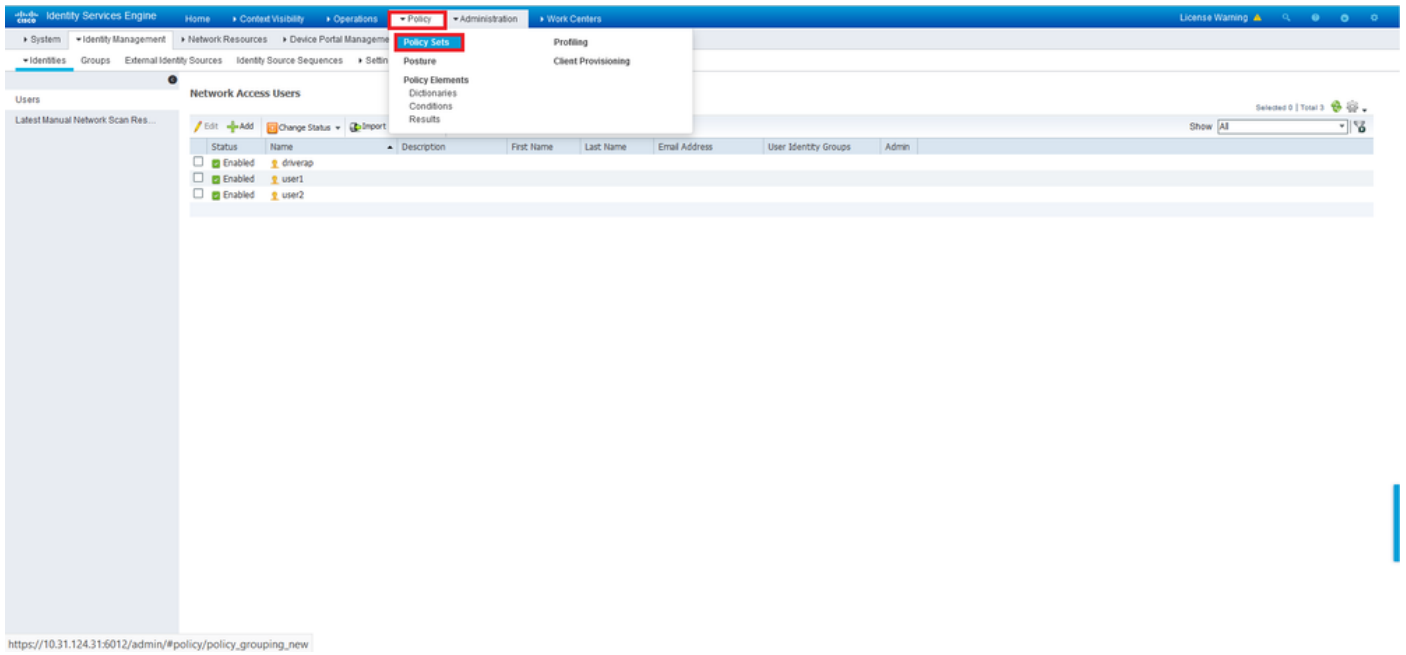 cisco Identity Services Engine Home Context Visibility Operations Policy Administration Work Centers License Warning
System Identity Management Network Resources Device Portal Manageme
Policy Sets Profiling
Identities Groups External Identity Sources Identity Source Sequences Settin
Posture Client Provisioning
Policy Elements
Dictionaries
Conditions
Results
Users
Latest Manual Network Scan Res...
Network Access Users
Selected 0 | Total 3
Edit Add Change Status Import Show All
Status Name Description First Name Last Name Email Address User Identity Groups Admin
Enabled driverap
Enabled user1
Enabled user2
https://10.31.124.31:6012/admin/#policy/policy_grouping_new